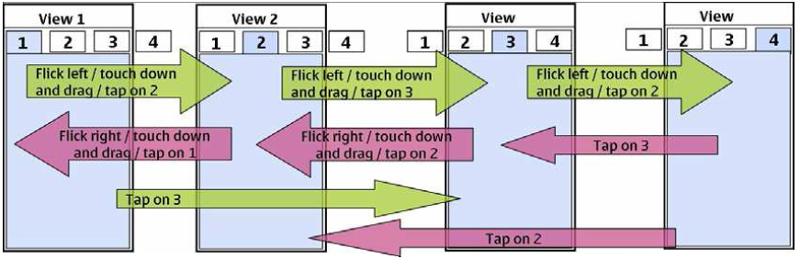 View 1
View 2
View
View
1 2 3 4
1 2 3 4
1 2 3 4
1 2 3 4
Flick left / touch down
and drag / tap on 2
Flick left / touch down
and drag / tap on 3
Flick left / touch down
and drag / tap on 2
Flick right / touch down
and drag / tap on 1
Flick right / touch down
and drag / tap on 2
Tap on 3
Tap on 3
Tap on 2